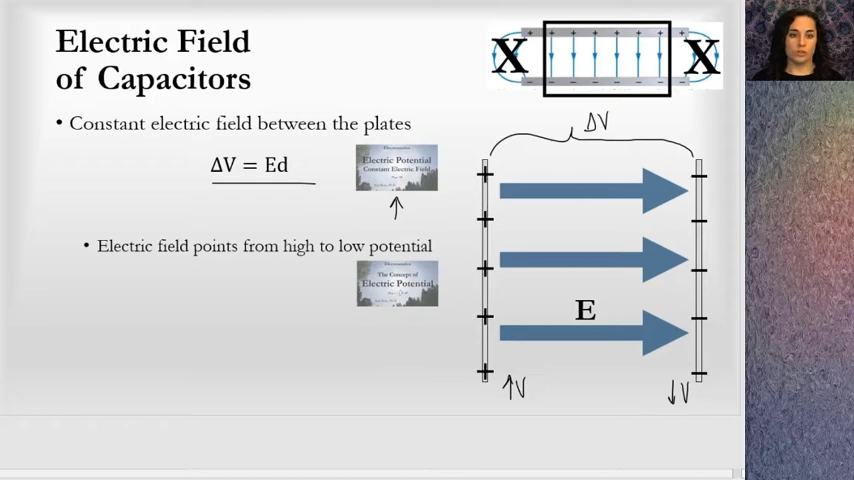 Electric Field
of Capacitors
X
X
• Constant electric field between the plates
ΔV
ΔV = Ed
Electrostatics
Electric Potential
Constant Electric Field
• Electric field points from high to low potential
The Concept of
Electric Potential
E
↑V
↓V